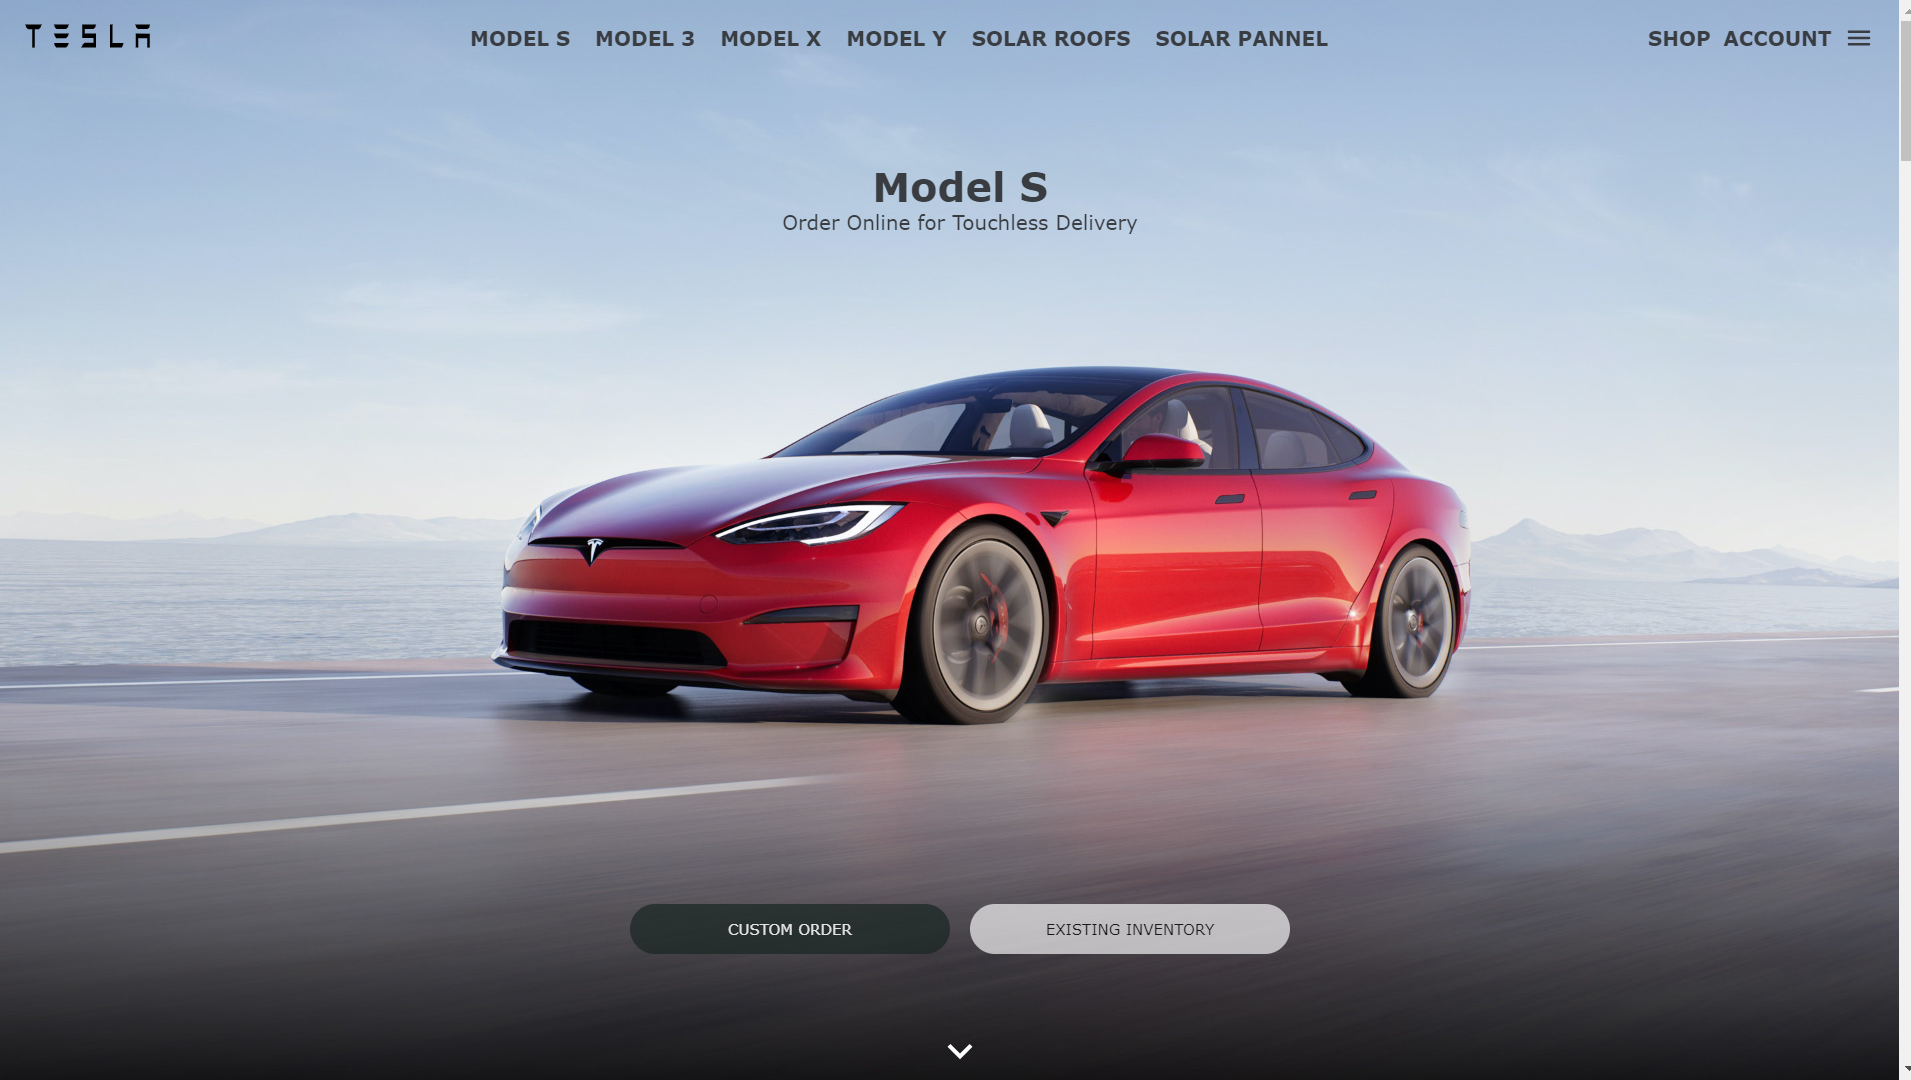 TESLA
MODEL S MODEL 3 MODEL X MODEL Y SOLAR ROOFS SOLAR PANNEL
SHOP ACCOUNT
Model S
Order Online for Touchless Delivery
CUSTOM ORDER
EXISTING INVENTORY